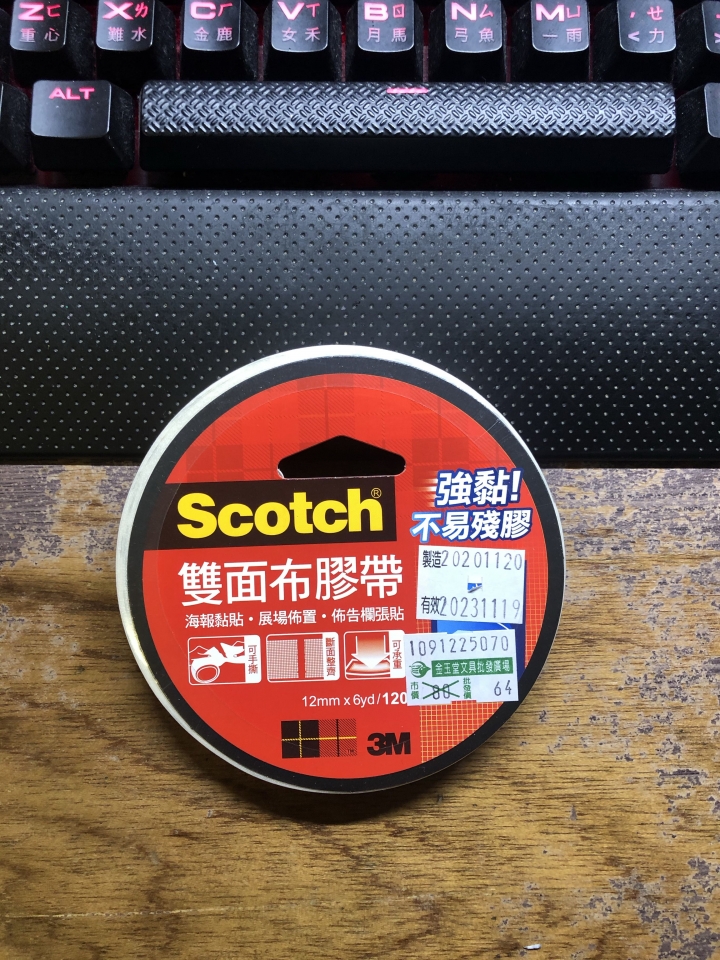 Z ㄈ X ㄌ C ㄏ V ㄒ B ㄖ N ㄙ M ㄩ , ㄝ
重 心 難 水 金 鹿 女 禾 月 馬 弓 魚 一 雨 < 力
ALT
Scotch®
強黏!
不易殘膠
雙面布膠帶
海報黏貼・展場佈置・佈告欄張貼
可手撕
斷面整齊
可承重
12mm x 6yd/120
3M
製造20201120
有效20231119
1091225070
金玉堂文具批發廣場
市價 80 批發價 64